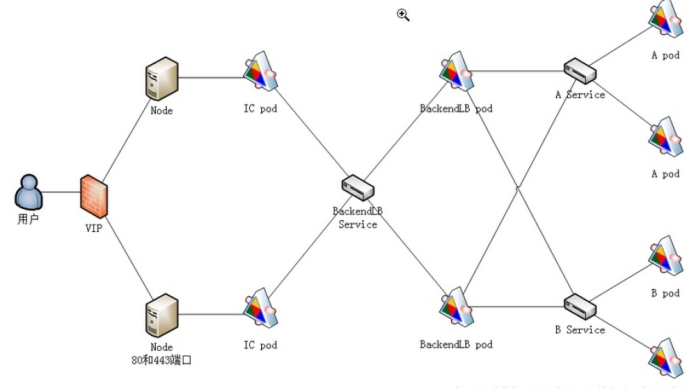 A pod
Node
IC pod
BackendLB pod
A Service
A pod
用户
VIP
BackendLB
Service
B pod
Node
80和443端口
IC pod
BackendLB pod
B Service